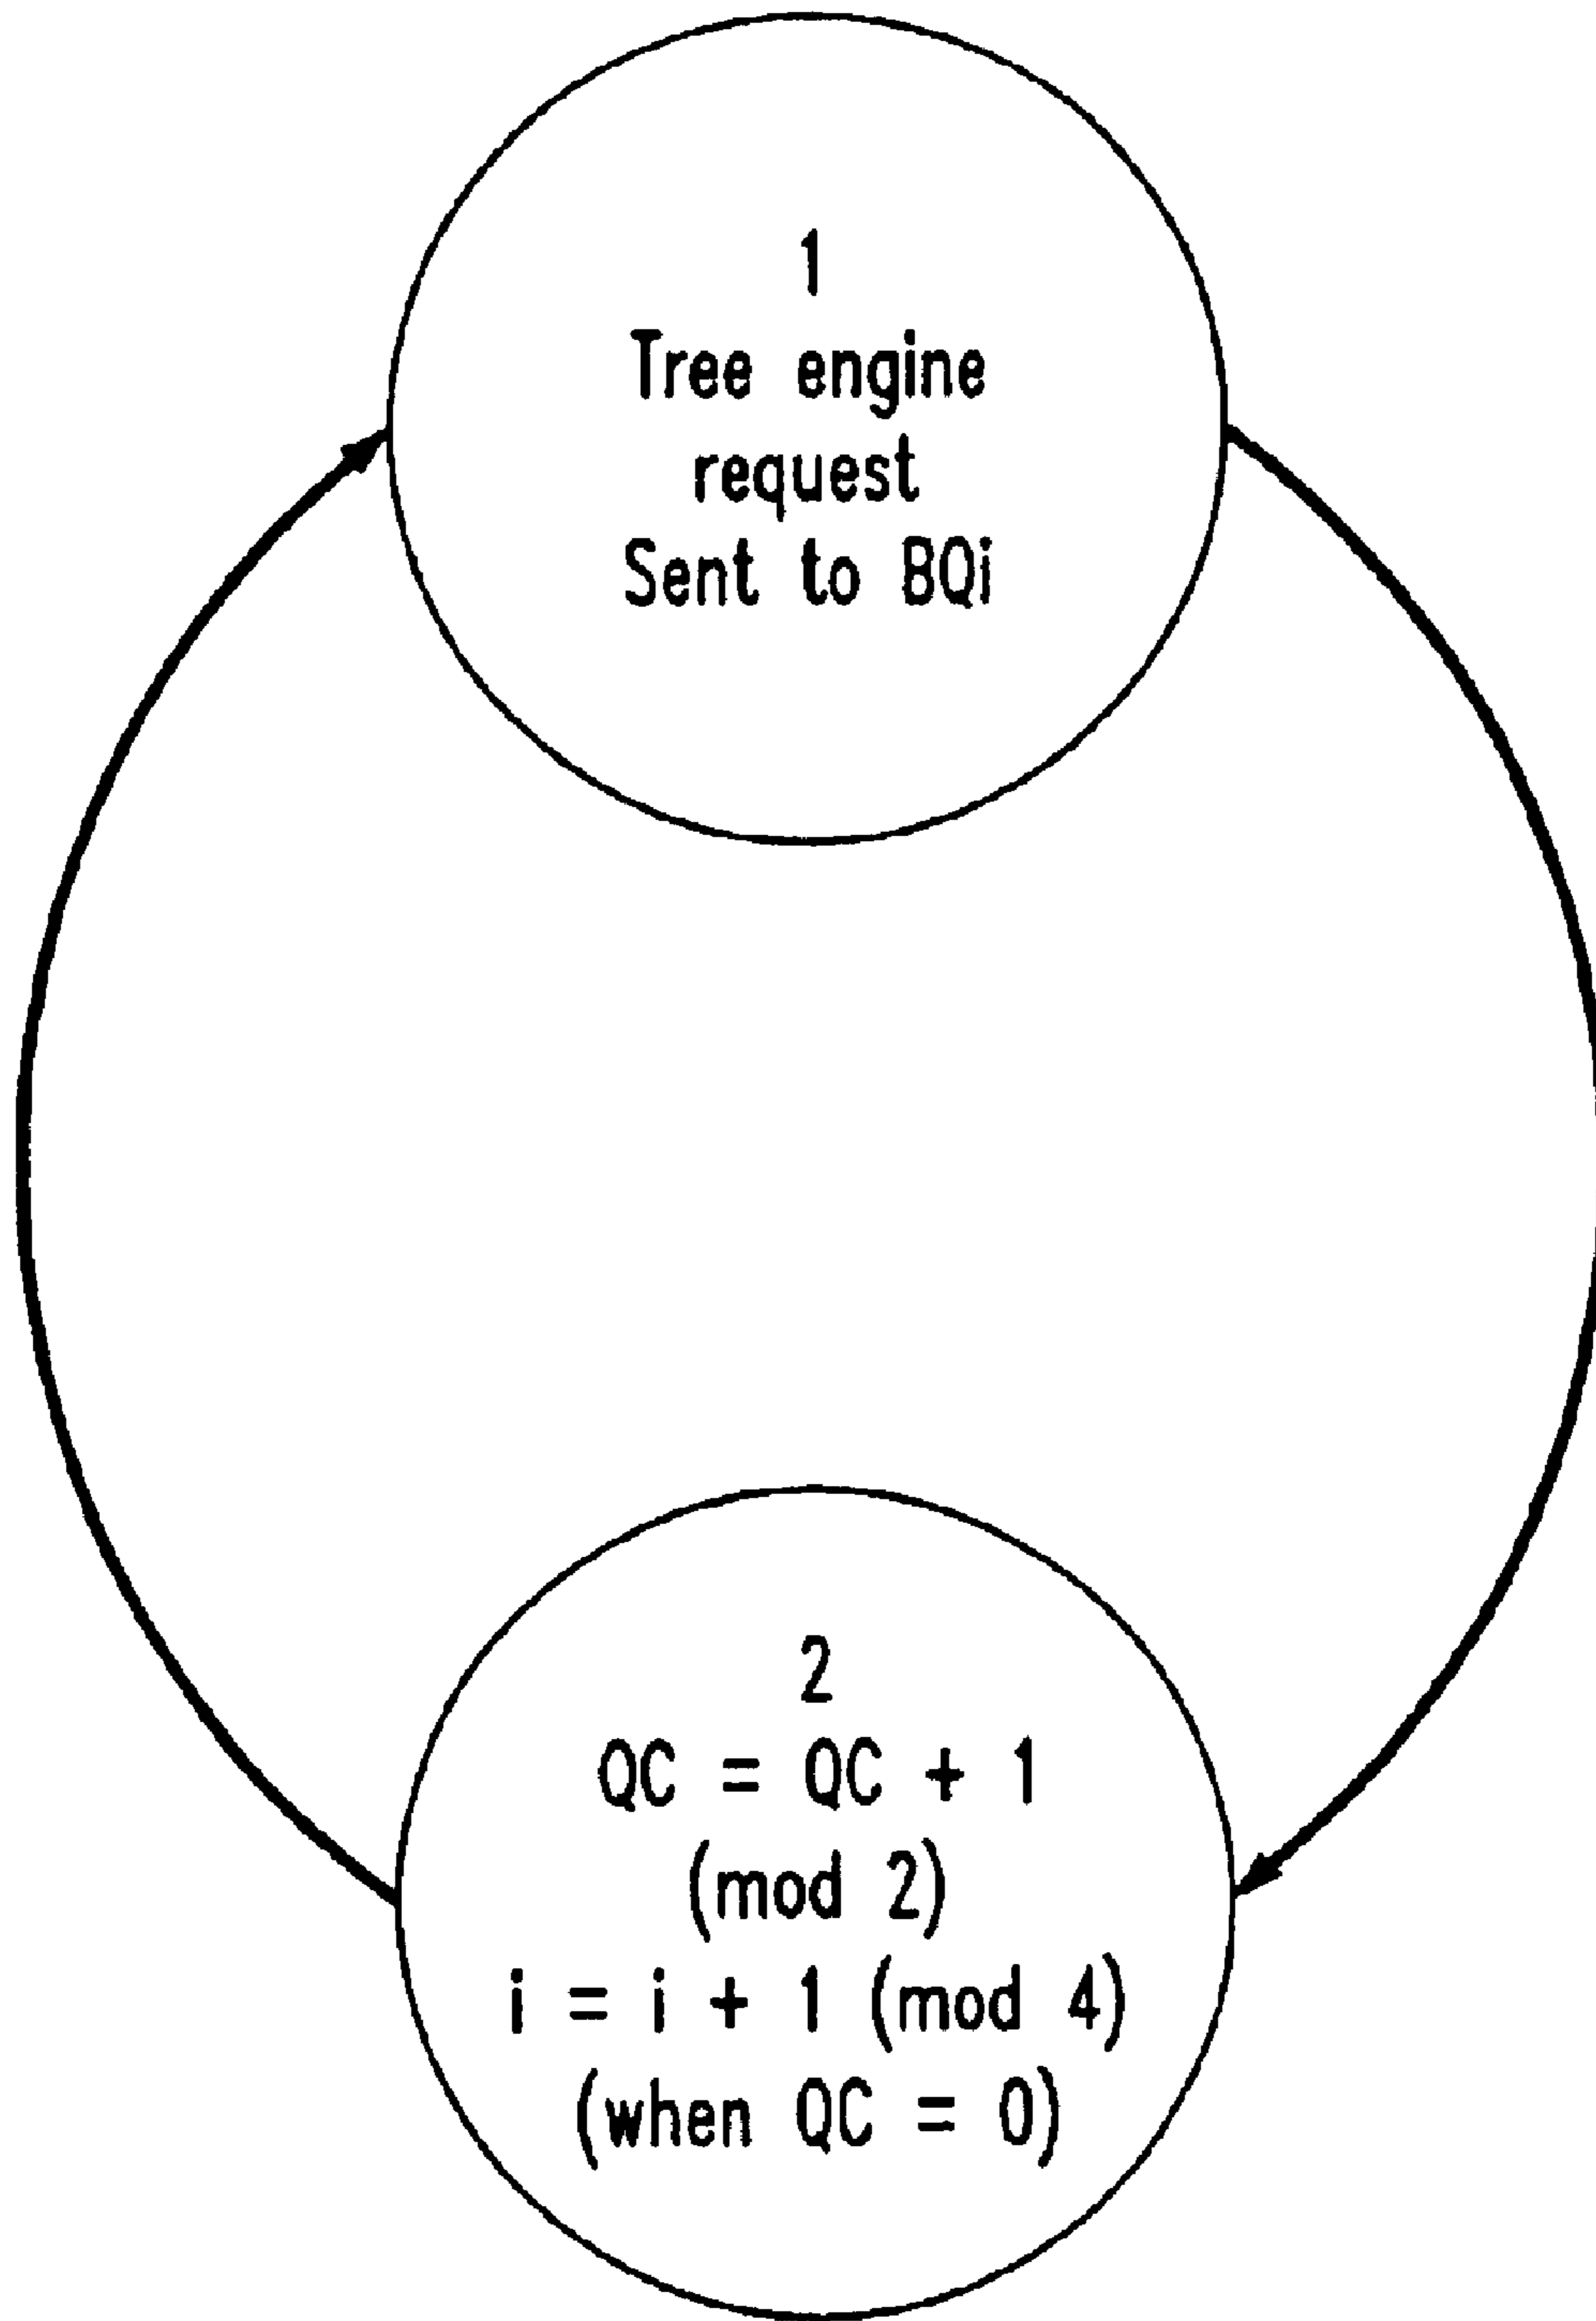 1
Tree engine
request
Sent to BQi
2
QC = QC + 1
(mod 2)
i = i + 1 (mod 4)
(when QC = 0)